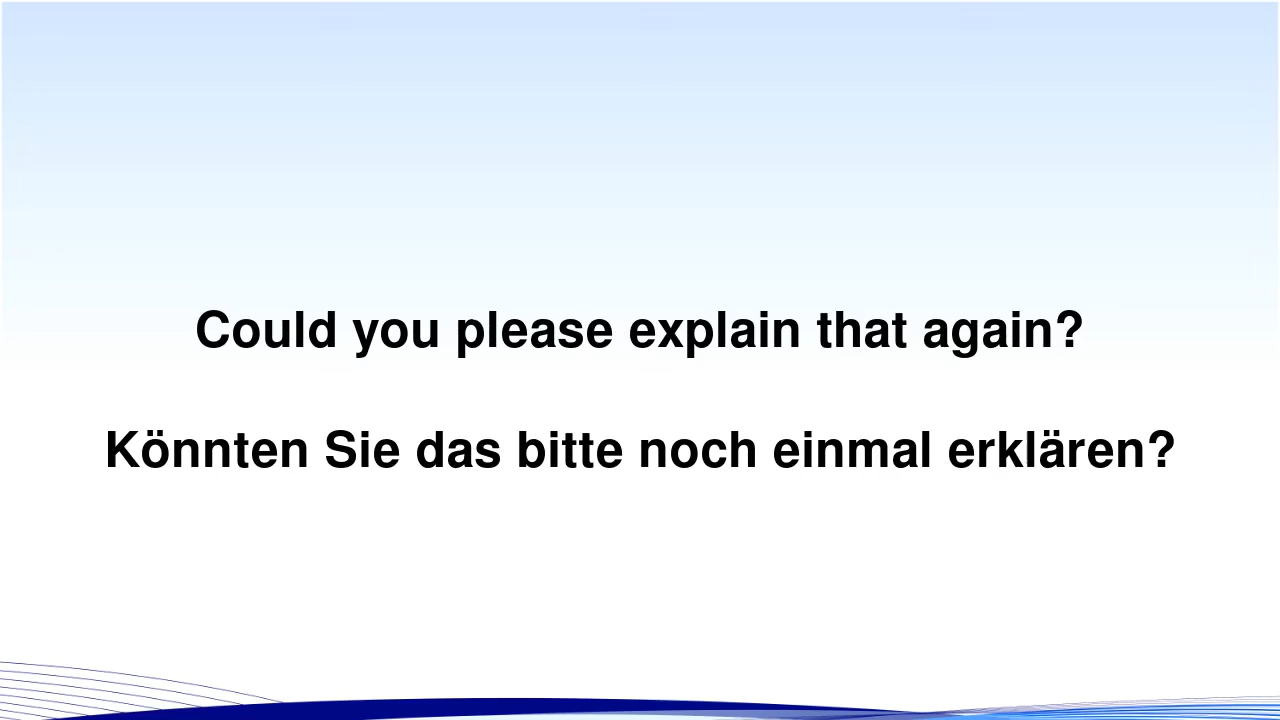 Could you please explain that again?
Könnten Sie das bitte noch einmal erklären?